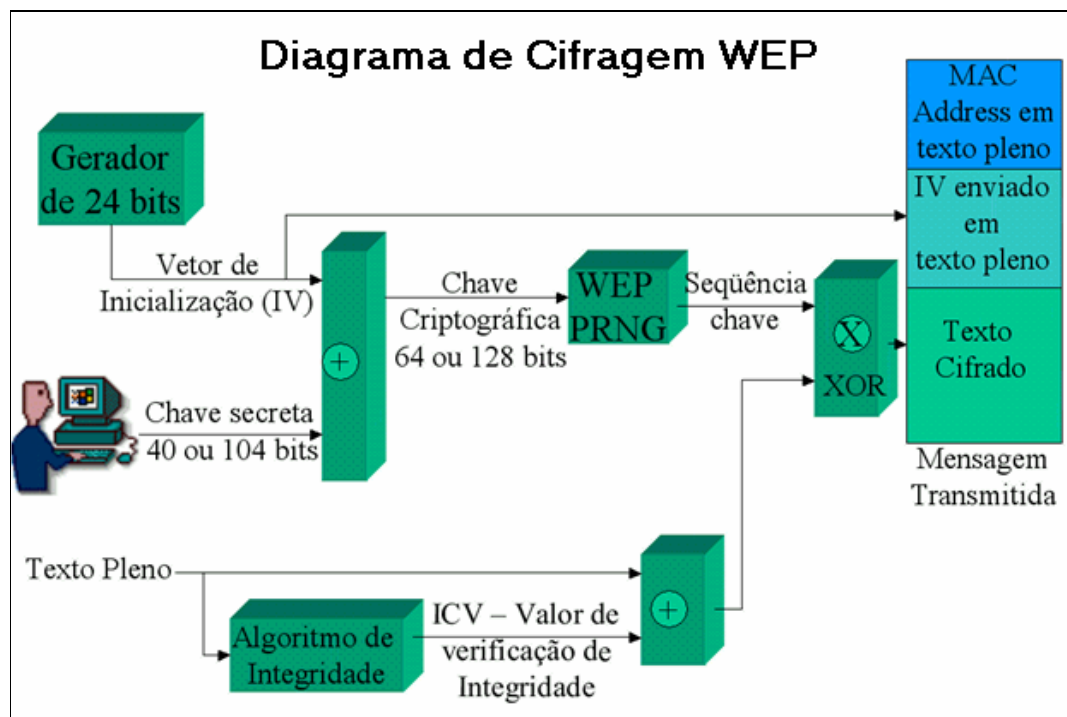 Diagrama de Cifragem WEP
Gerador
de 24 bits
Vetor de
Inicialização (IV)
Chave secreta
40 ou 104 bits
+
Chave
Criptográfica
64 ou 128 bits
WEP
PRNG
Seqüência
chave
X
XOR
MAC
Address em
texto pleno
IV enviado
em
texto pleno
Texto
Cifrado
Mensagem
Transmitida
Texto Pleno
Algoritmo de
Integridade
ICV – Valor de
verificação de
Integridade
+